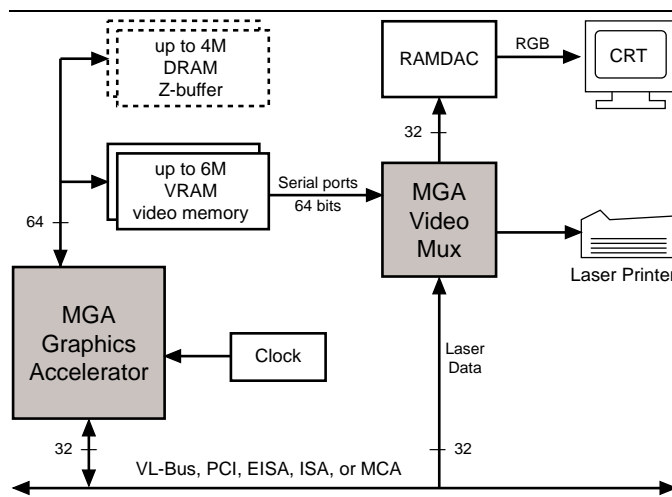 up to 4M
DRAM
Z-buffer
RAMDAC
RGB
CRT
32
up to 6M
VRAM
video memory
Serial ports
64 bits
MGA
Video
Mux
64
Laser Printer
MGA
Graphics
Accelerator
Clock
Laser
Data
32
32
VL-Bus, PCI, EISA, ISA, or MCA